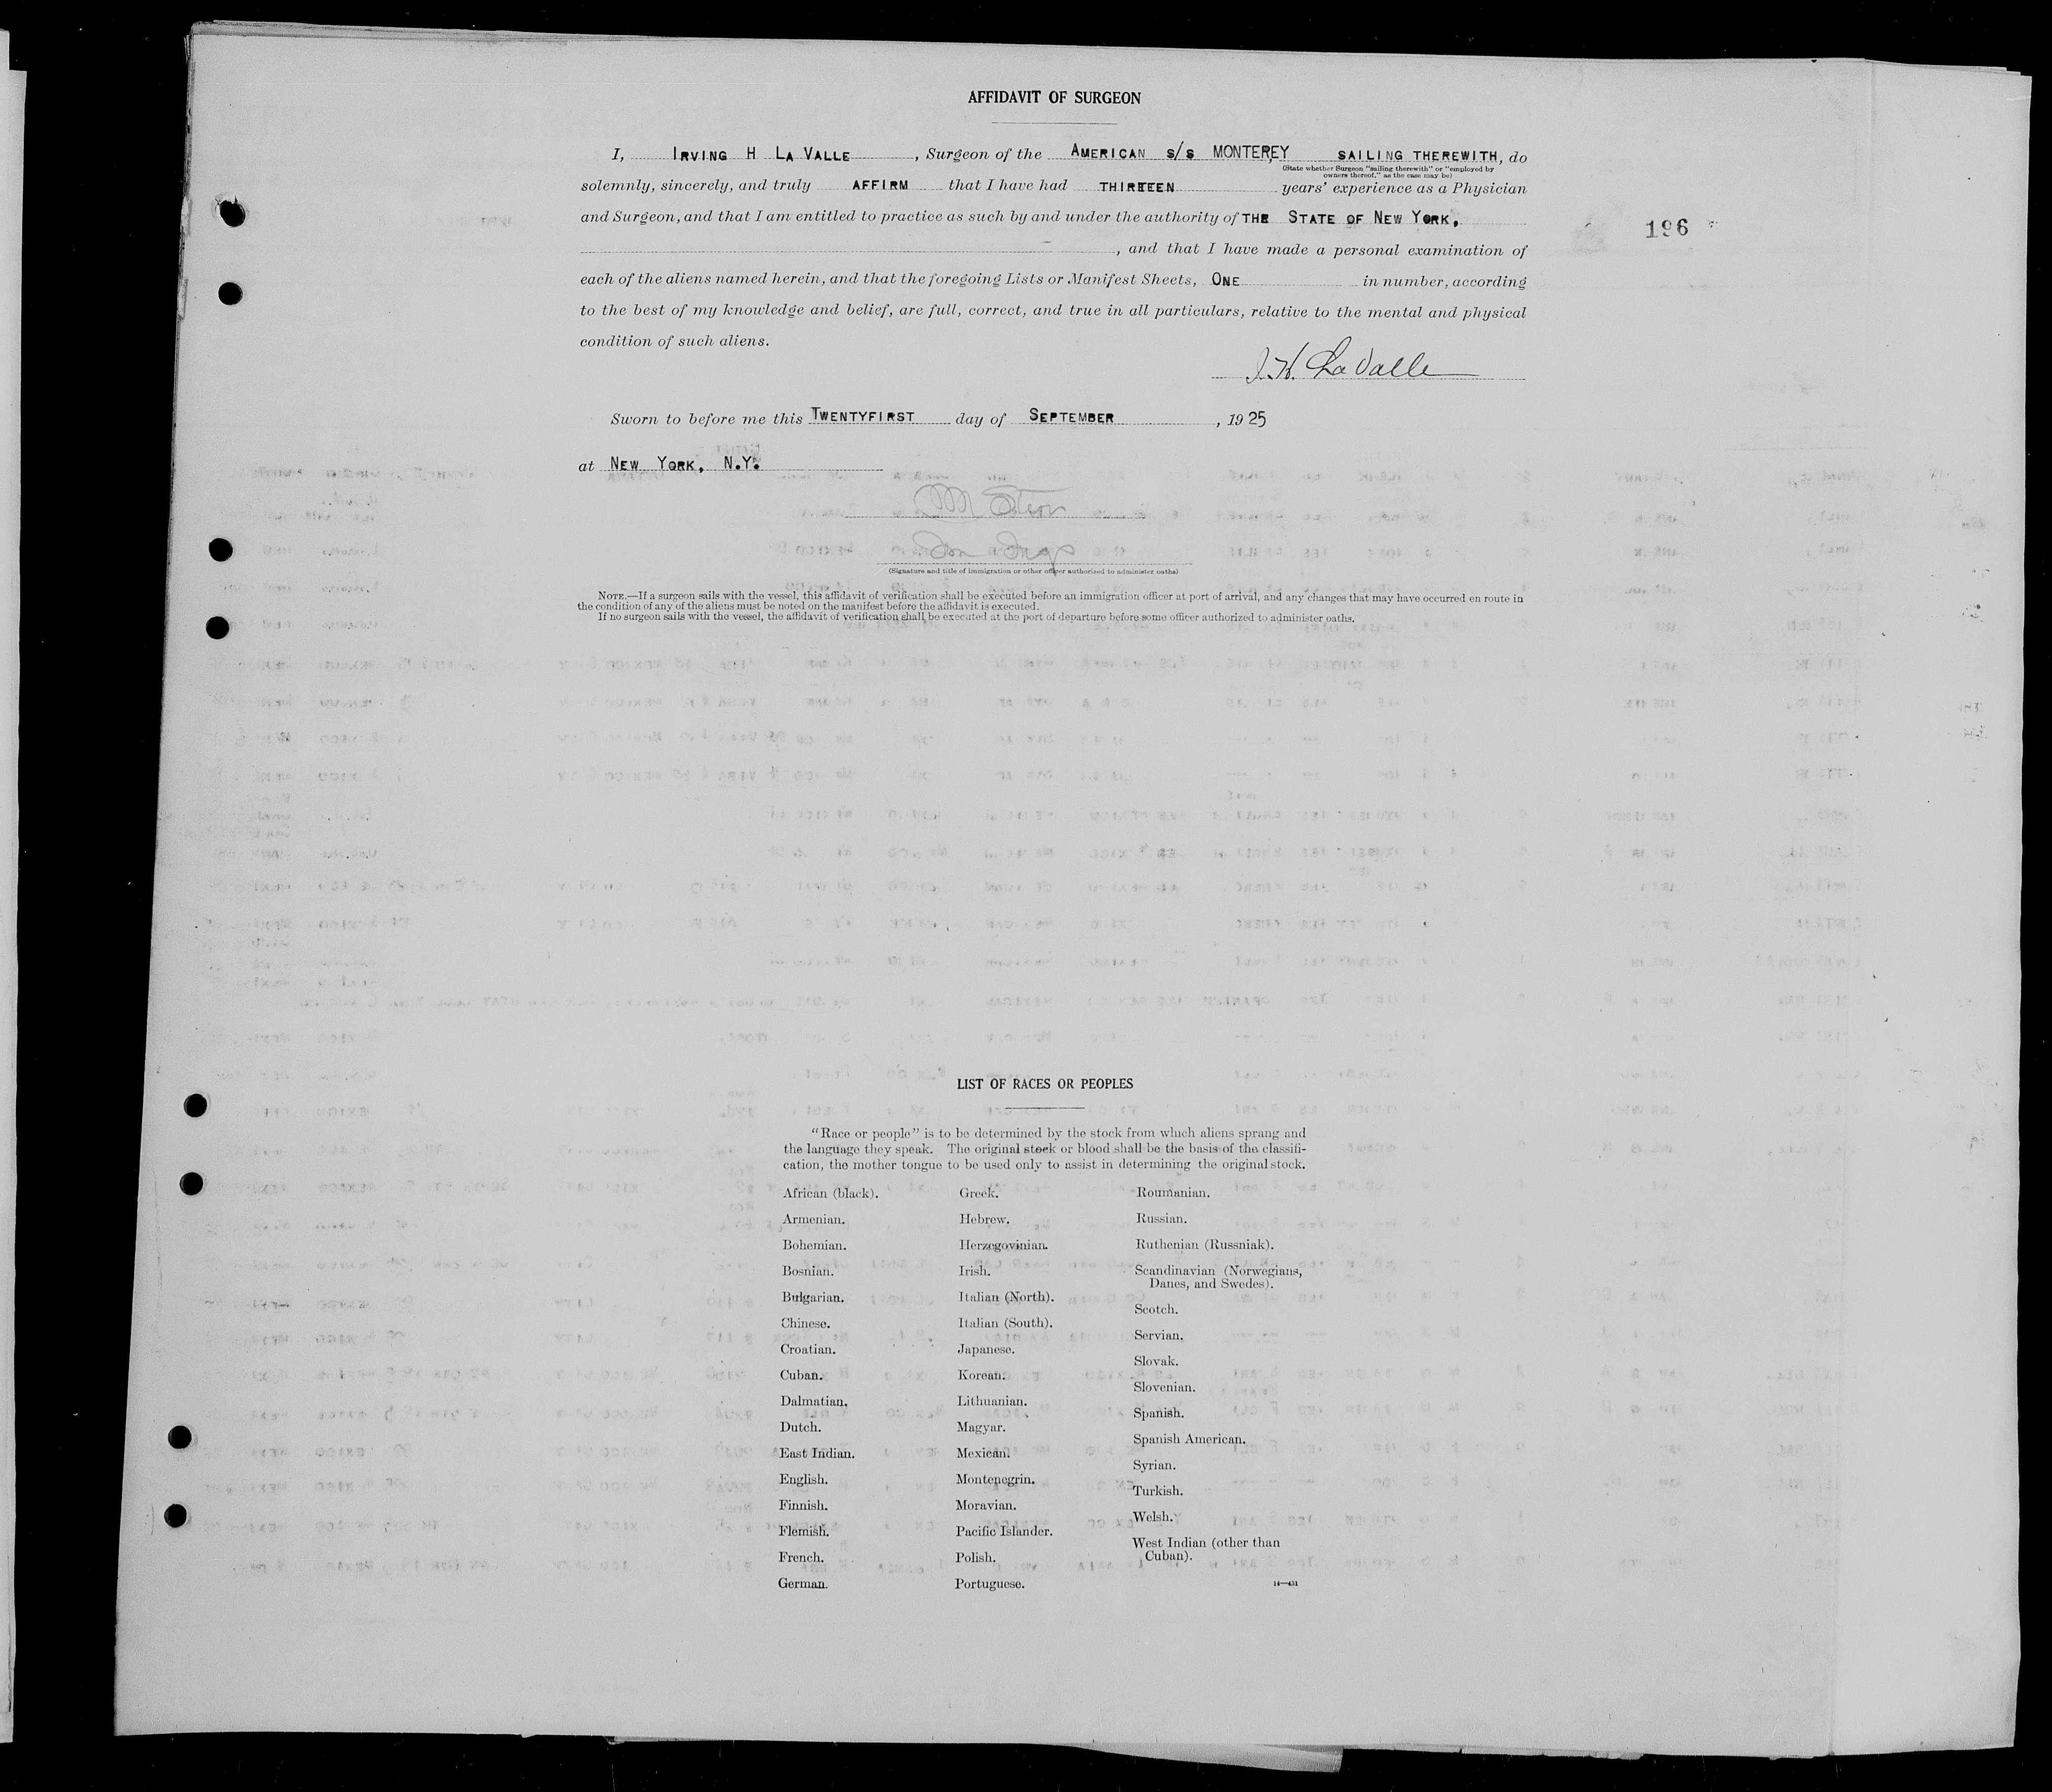 AFFIDAVIT OF SURGEON
I, IRVING H LA VALLE, Surgeon of the AMERICAN S/S MONTEREY SAILING THEREWITH, do
(State whether Surgeon "sailing therewith" or "employed by
owners thereof," as the case may be)
solemnly, sincerely, and truly AFFIRM that I have had THIRTEEN years' experience as a Physician
and Surgeon, and that I am entitled to practice as such by and under the authority of THE STATE OF NEW YORK,
196
, and that I have made a personal examination of
each of the aliens named herein, and that the foregoing Lists or Manifest Sheets, ONE in number, according
to the best of my knowledge and belief, are full, correct, and true in all particulars, relative to the mental and physical
condition of such aliens.
I.H. La Valle
Sworn to before me this TWENTYFIRST day of SEPTEMBER, 1925
at NEW YORK, N.Y.
(Signature and title of immigration or other officer authorized to administer oaths)
NOTE.—If a surgeon sails with the vessel, this affidavit of verification shall be executed before an immigration officer at port of arrival, and any changes that may have occurred en route in
the condition of any of the aliens must be noted on the manifest before the affidavit is executed.
If no surgeon sails with the vessel, the affidavit of verification shall be executed at the port of departure before some officer authorized to administer oaths.
LIST OF RACES OR PEOPLES
"Race or people" is to be determined by the stock from which aliens sprang and
the language they speak. The original stock or blood shall be the basis of the classifi-
cation, the mother tongue to be used only to assist in determining the original stock.
African (black).
Armenian.
Bohemian.
Bosnian.
Bulgarian.
Chinese.
Croatian.
Cuban.
Dalmatian.
Dutch.
East Indian.
English.
Finnish.
Flemish.
French.
German.
Greek.
Hebrew.
Herzegovinian.
Irish.
Italian (North).
Italian (South).
Japanese.
Korean.
Lithuanian.
Magyar.
Mexican.
Montenegrin.
Moravian.
Pacific Islander.
Polish.
Portuguese.
Roumanian.
Russian.
Ruthenian (Russniak).
Scandinavian (Norwegians,
Danes, and Swedes).
Scotch.
Servian.
Slovak.
Slovenian.
Spanish.
Spanish American.
Syrian.
Turkish.
Welsh.
West Indian (other than
Cuban).
14—431